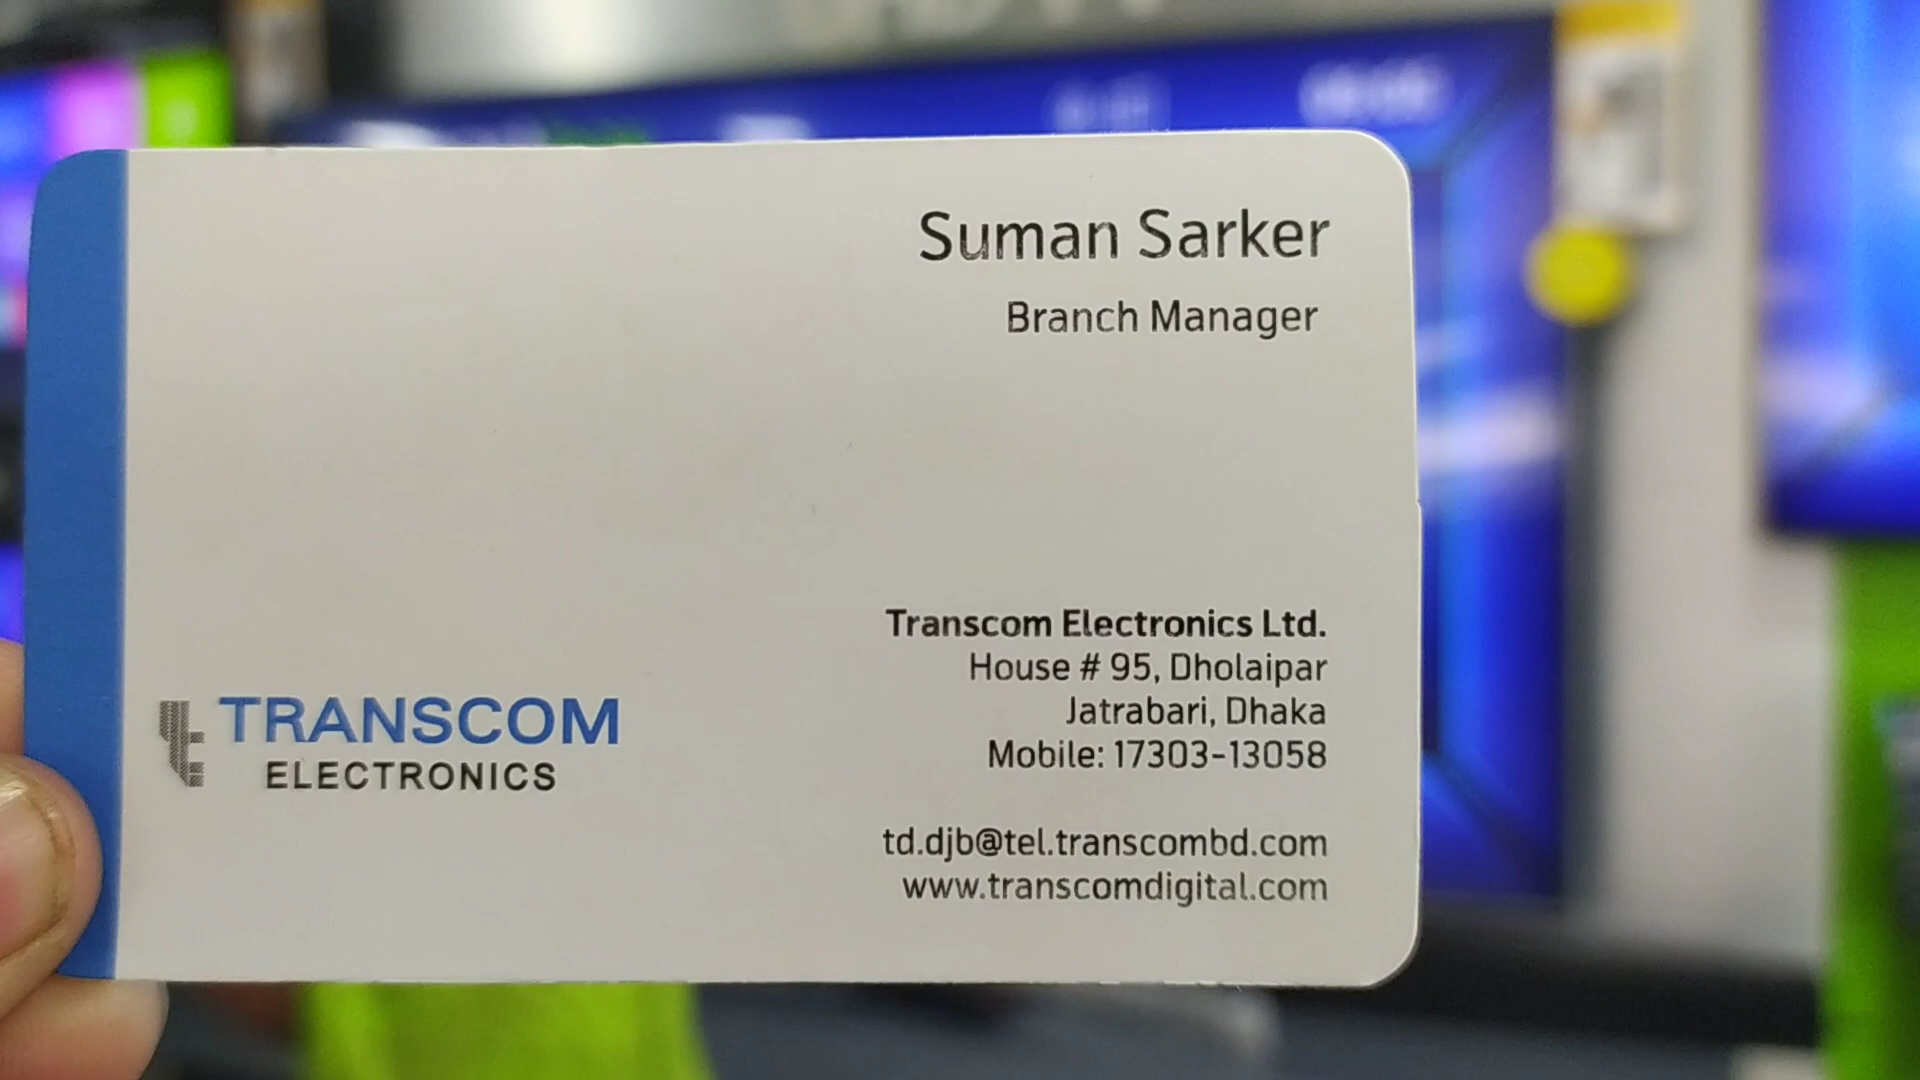 Suman Sarker
Branch Manager
TRANSCOM
ELECTRONICS
Transcom Electronics Ltd.
House # 95, Dholaipar
Jatrabari, Dhaka
Mobile: 17303-13058
td.djb@tel.transcombd.com
www.transcomdigital.com